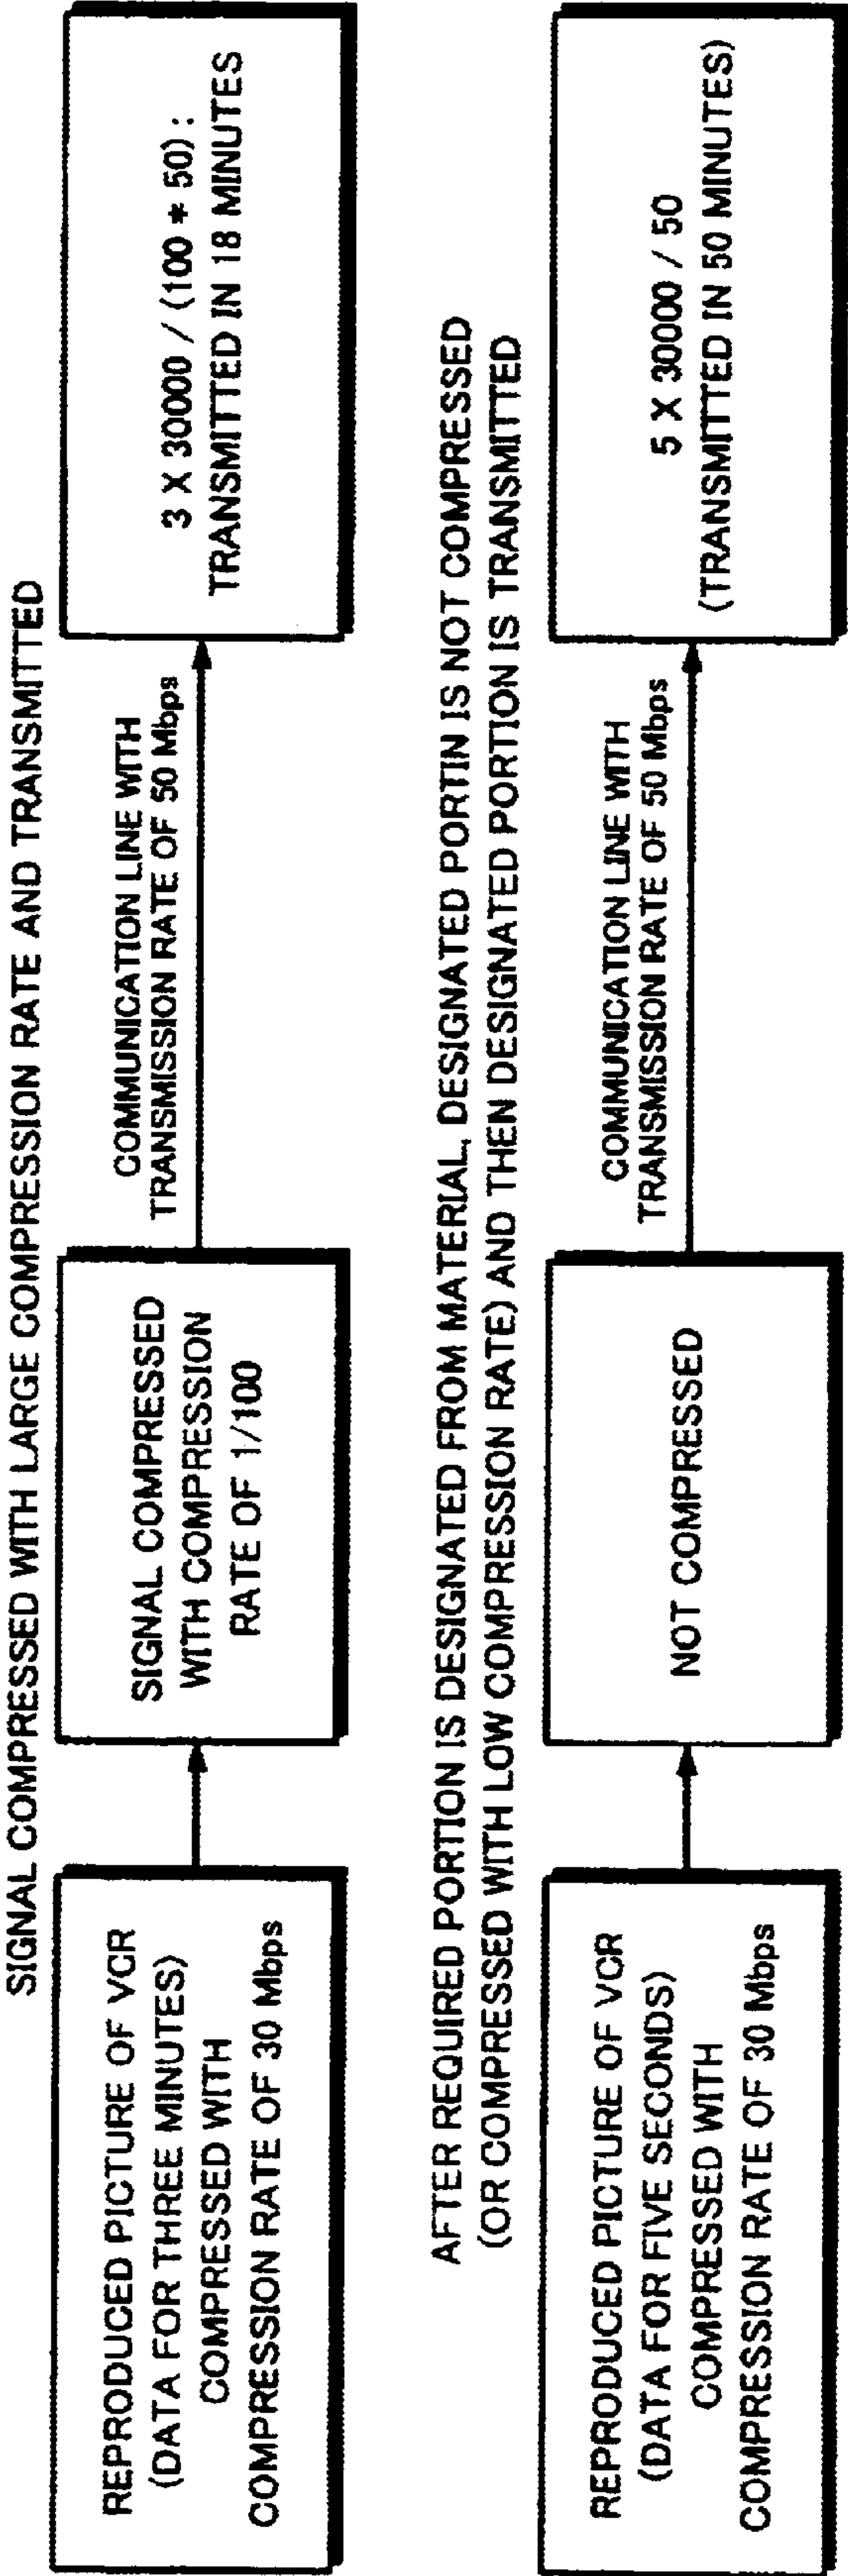 SIGNAL COMPRESSED WITH LARGE COMPRESSION RATE AND TRANSMITTED
REPRODUCED PICTURE OF VCR
(DATA FOR THREE MINUTES)
COMPRESSED WITH
COMPRESSION RATE OF 30 Mbps
SIGNAL COMPRESSED
WITH COMPRESSION
RATE OF 1/100
COMMUNICATION LINE WITH
TRANSMISSION RATE OF 50 Mbps
3 X 30000 / (100 * 50) :
TRANSMITTED IN 18 MINUTES
AFTER REQUIRED PORTION IS DESIGNATED FROM MATERIAL, DESIGNATED PORTIN IS NOT COMPRESSED
(OR COMPRESSED WITH LOW COMPRESSION RATE) AND THEN DESIGNATED PORTION IS TRANSMITTED
REPRODUCED PICTURE OF VCR
(DATA FOR FIVE SECONDS)
COMPRESSED WITH
COMPRESSION RATE OF 30 Mbps
NOT COMPRESSED
COMMUNICATION LINE WITH
TRANSMISSION RATE OF 50 Mbps
5 X 30000 / 50
(TRANSMITTED IN 50 MINUTES)